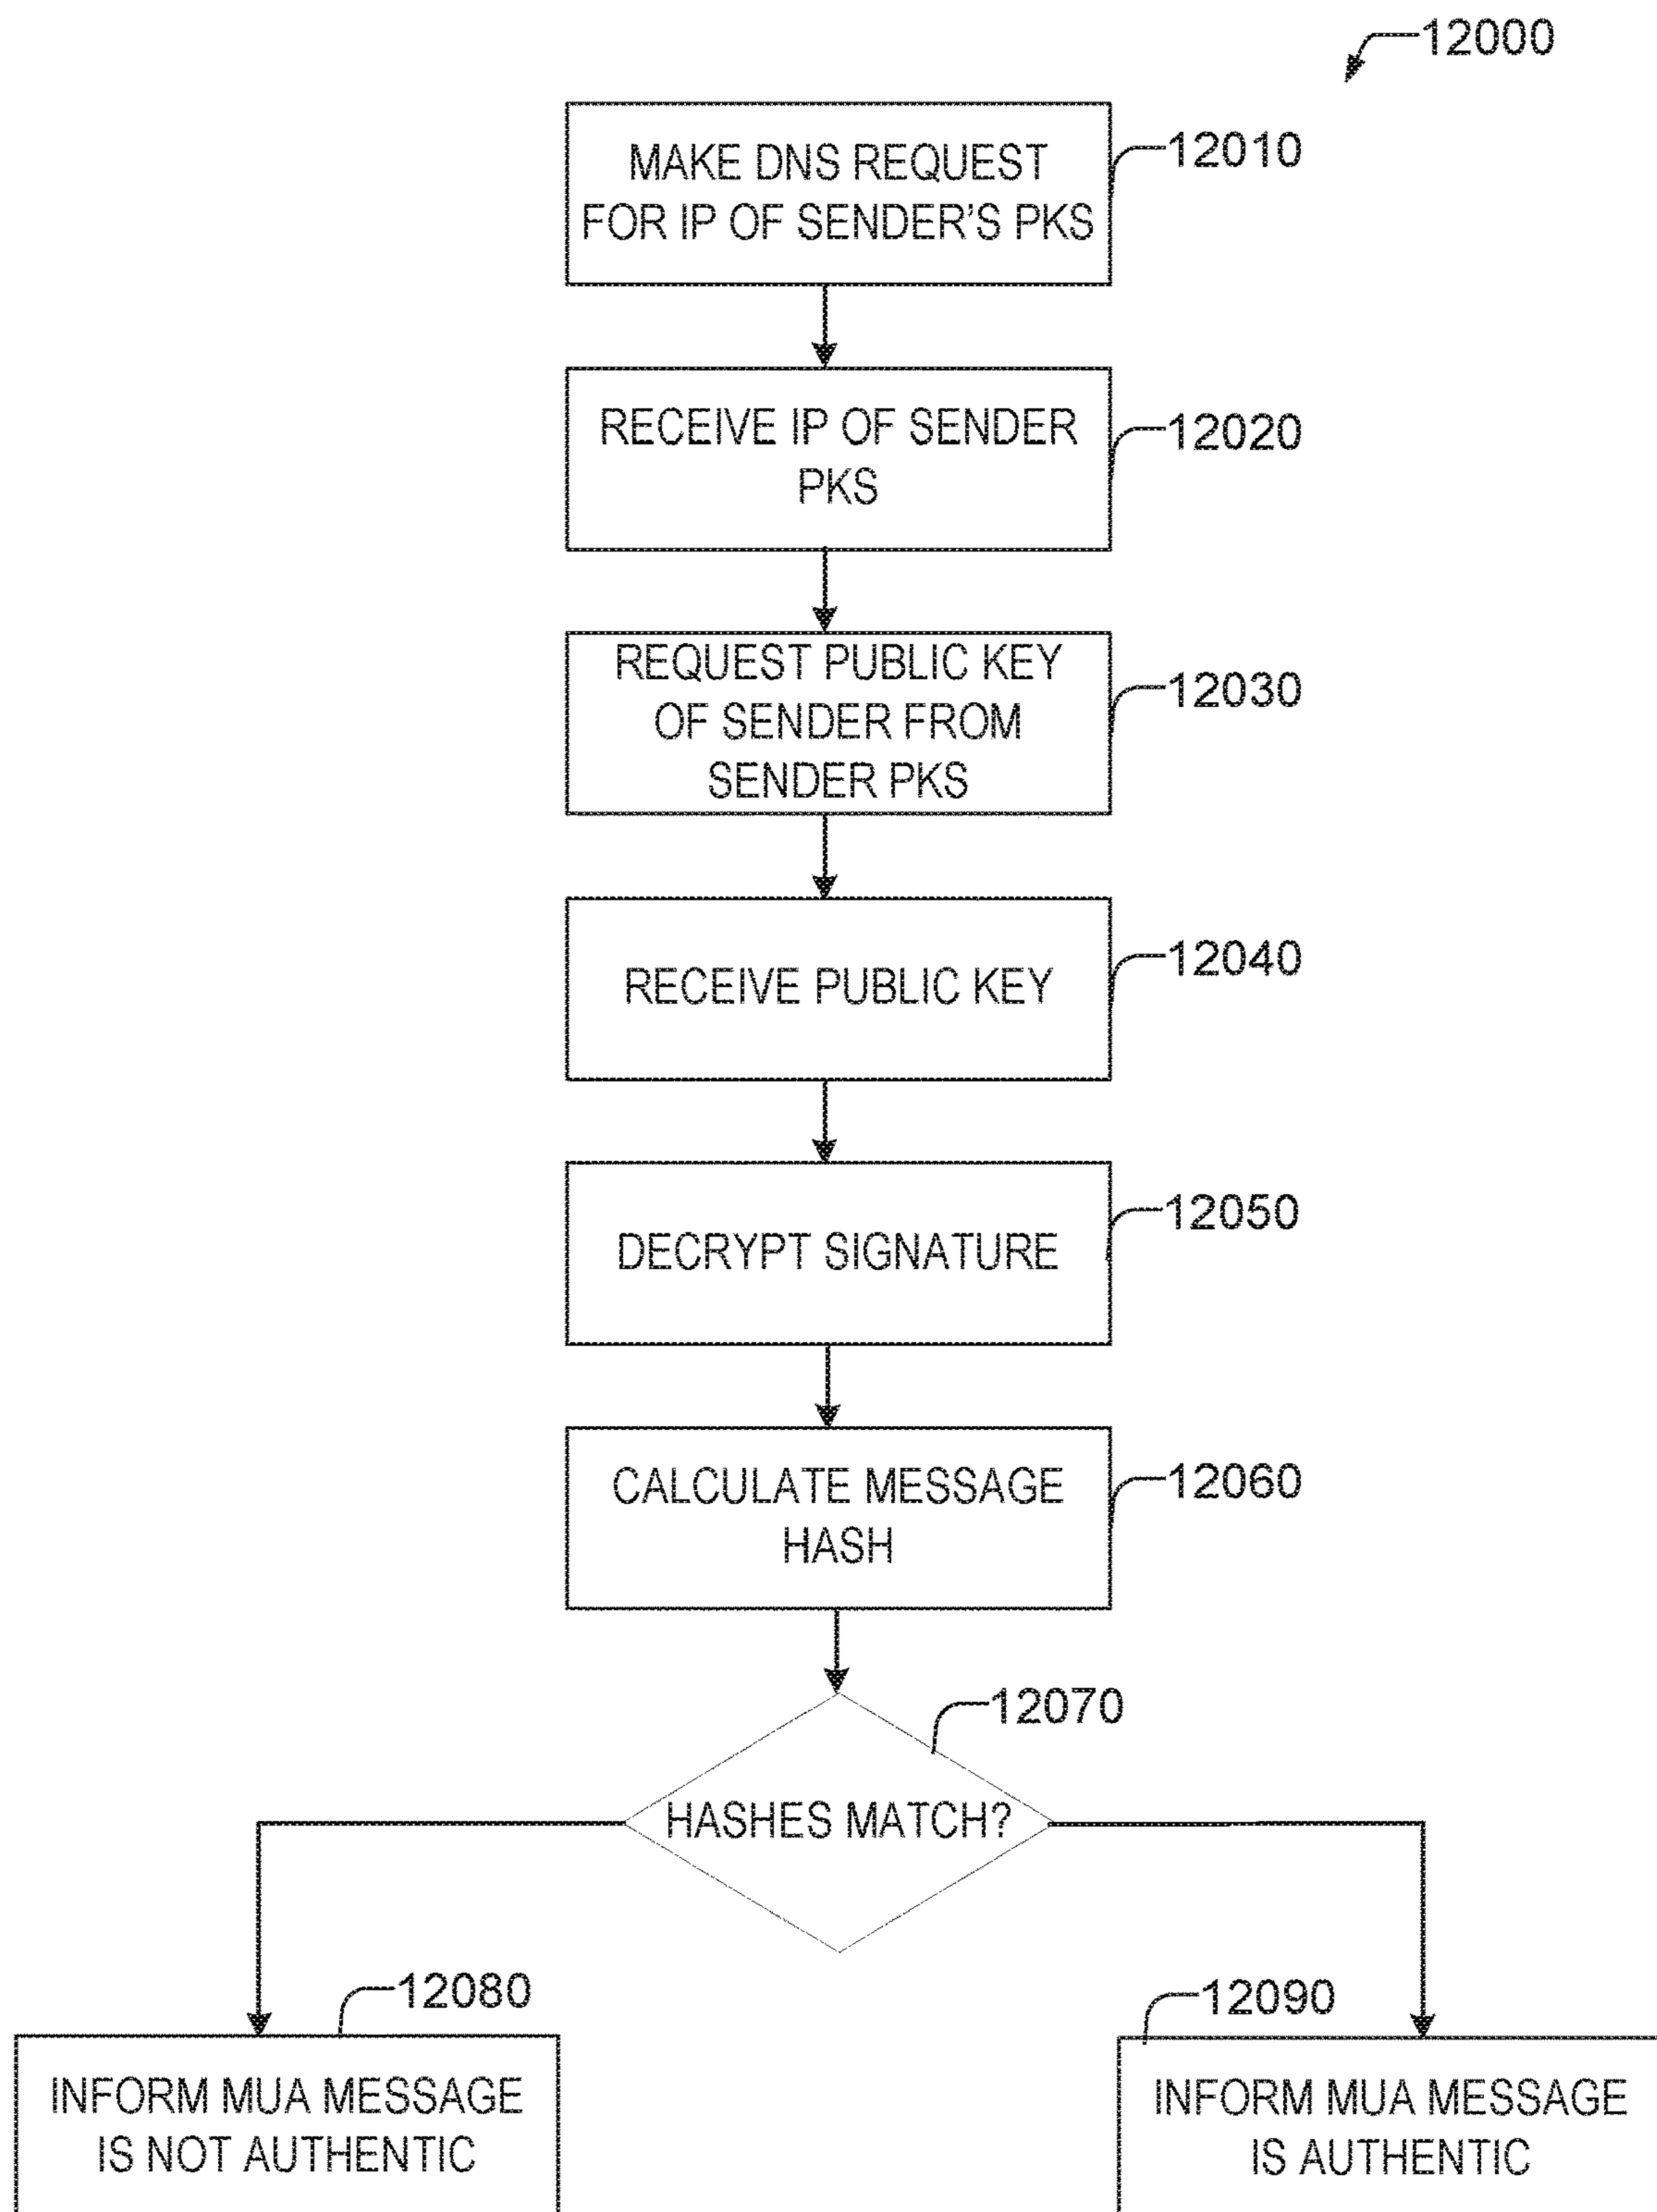 12000
MAKE DNS REQUEST
FOR IP OF SENDER'S PKS
12010
RECEIVE IP OF SENDER
PKS
12020
REQUEST PUBLIC KEY
OF SENDER FROM
SENDER PKS
12030
RECEIVE PUBLIC KEY
12040
DECRYPT SIGNATURE
12050
CALCULATE MESSAGE
HASH
12060
HASHES MATCH?
12070
12080
INFORM MUA MESSAGE
IS NOT AUTHENTIC
12090
INFORM MUA MESSAGE
IS AUTHENTIC